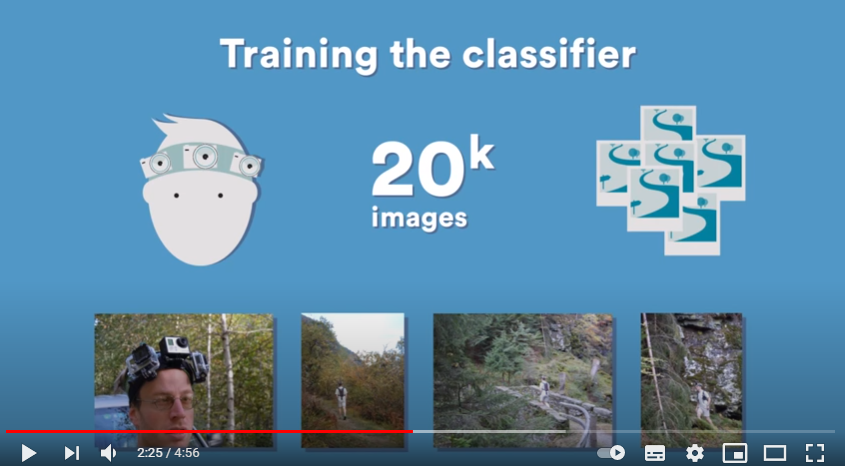 Training the classifier
20k
images
2:25 / 4:56